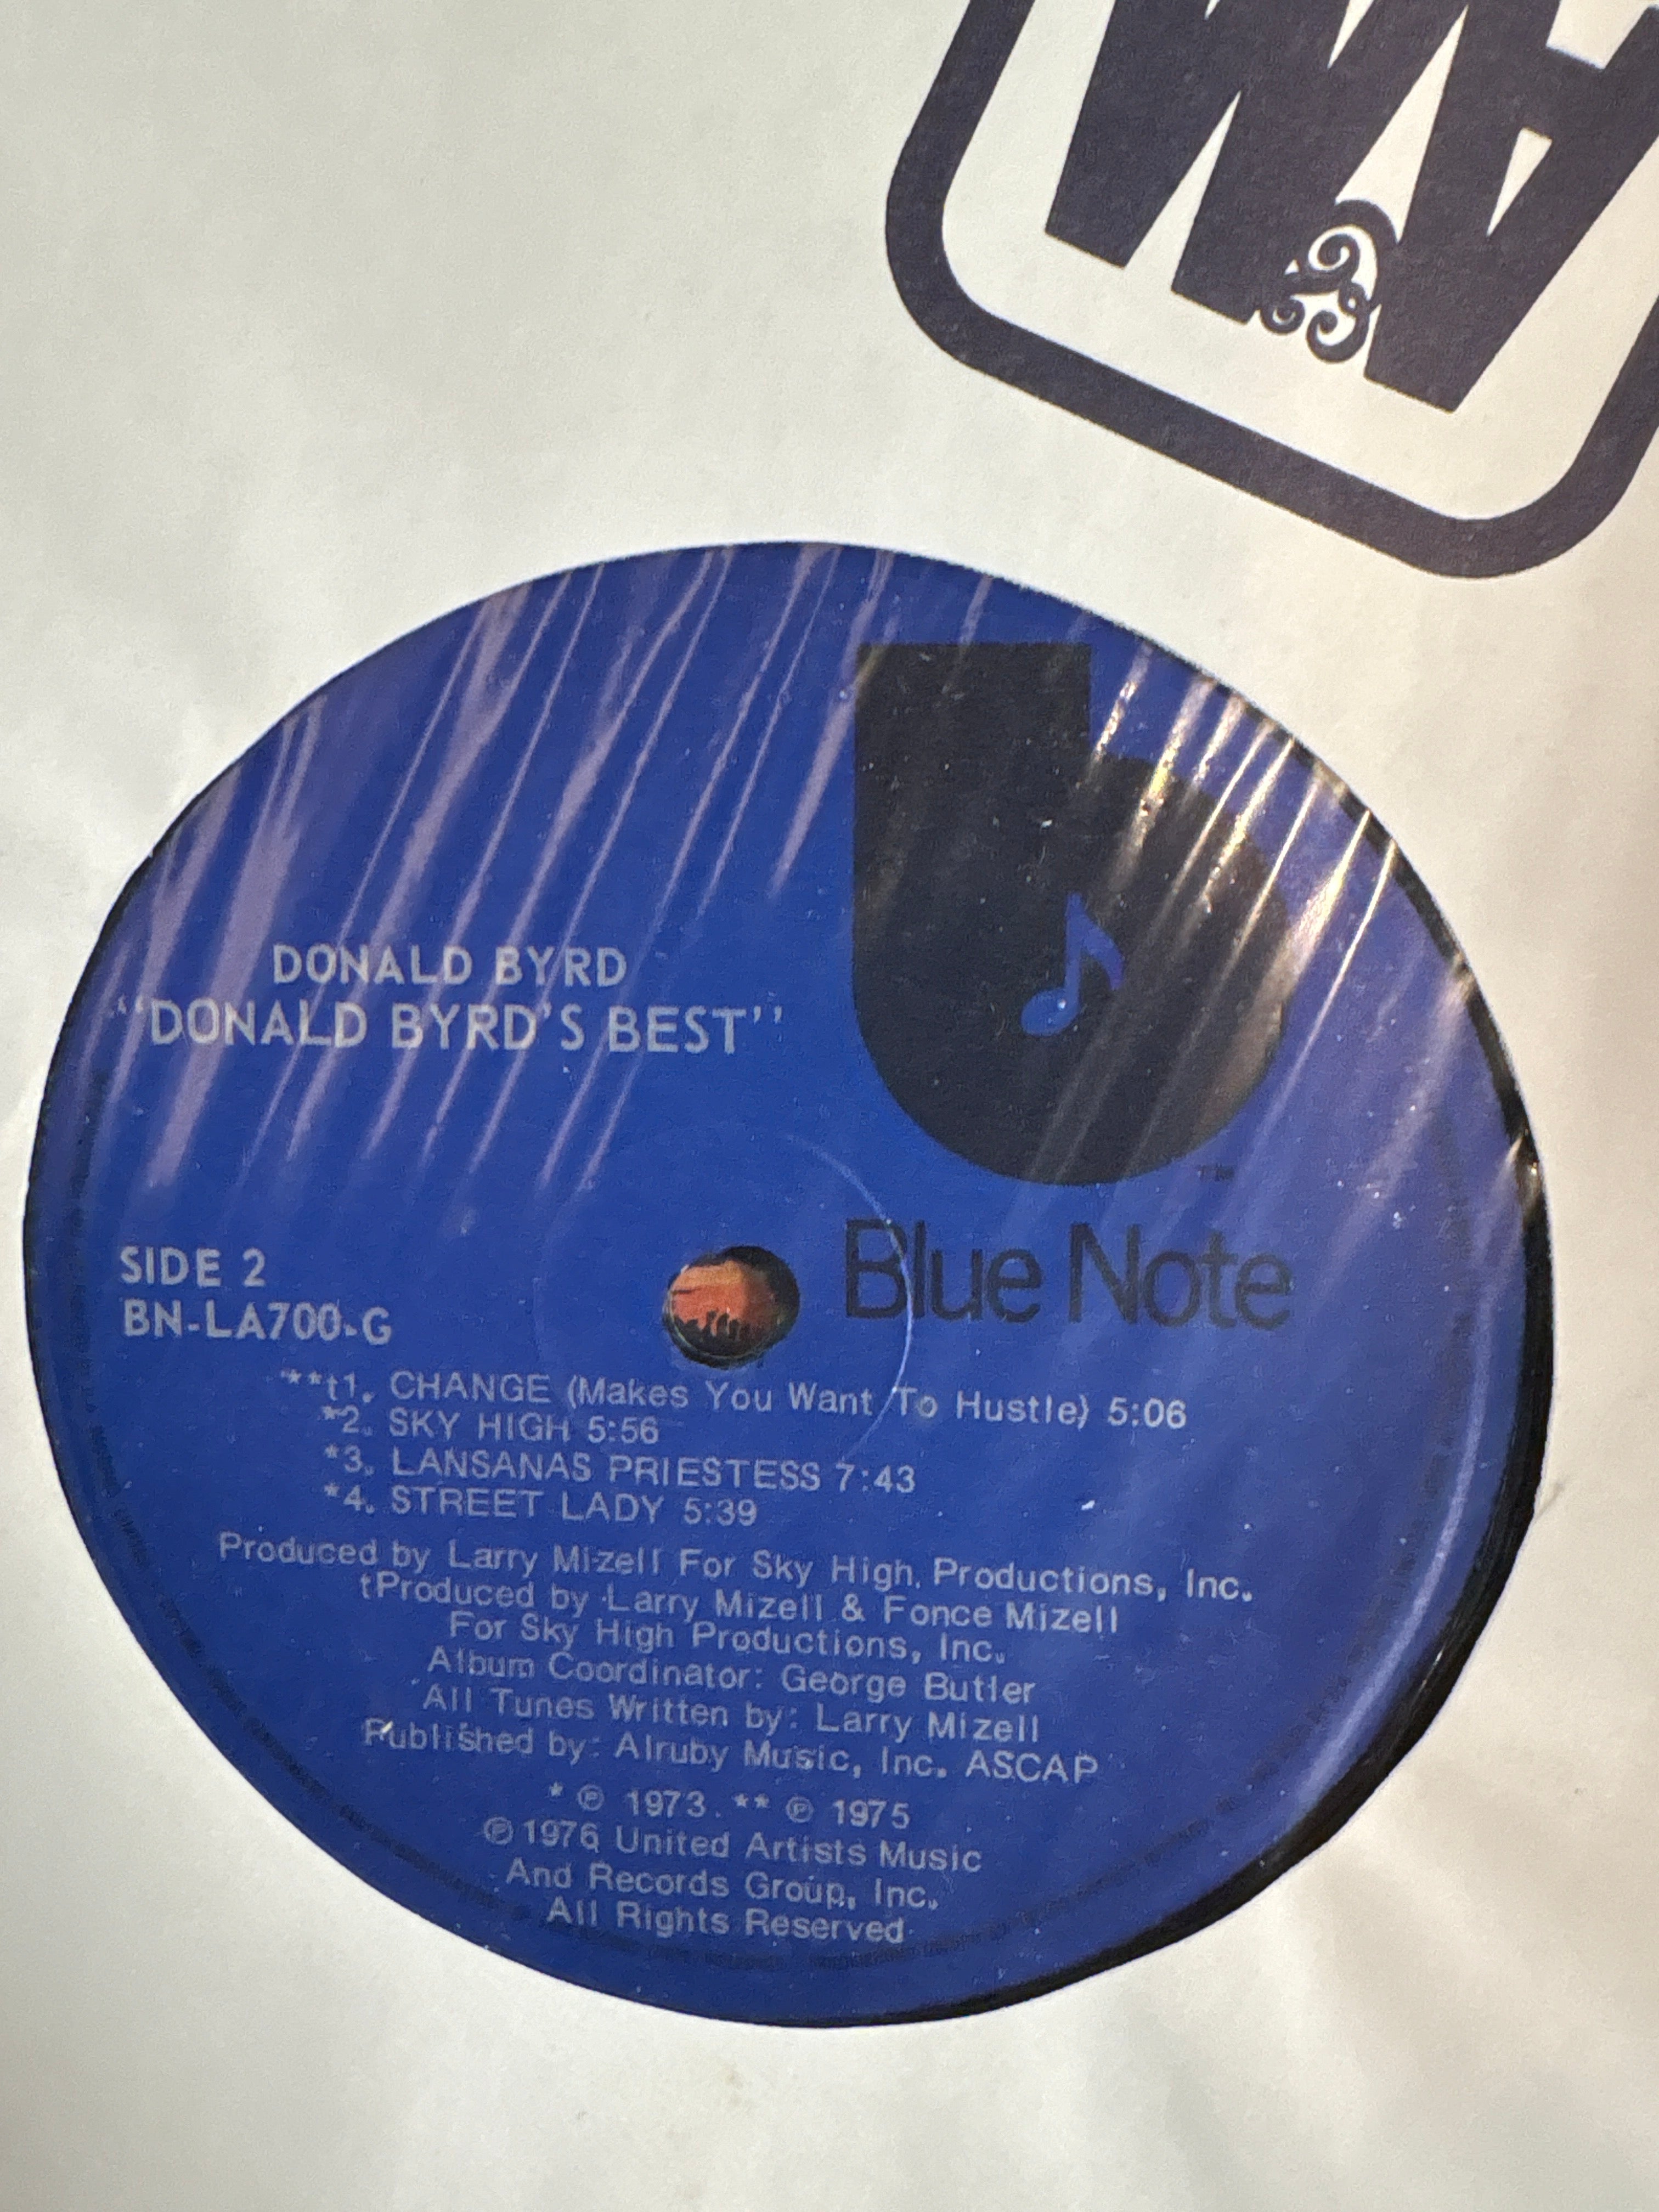 DONALD BYRD
"DONALD BYRD'S BEST"
TM
Blue Note
SIDE 2
BN-LA700-G
**t1. CHANGE (Makes You Want To Hustle) 5:06
*2. SKY HIGH 5:56
*3. LANSANAS PRIESTESS 7:43
*4. STREET LADY 5:39
Produced by Larry Mizell For Sky High Productions, Inc.
tProduced by Larry Mizell & Fonce Mizell
For Sky High Productions, Inc.
Album Coordinator: George Butler
All Tunes Written by: Larry Mizell
Published by: Alruby Music, Inc. ASCAP
* ℗ 1973. ** ℗ 1975
℗ 1976 United Artists Music
And Records Group, Inc.
All Rights Reserved